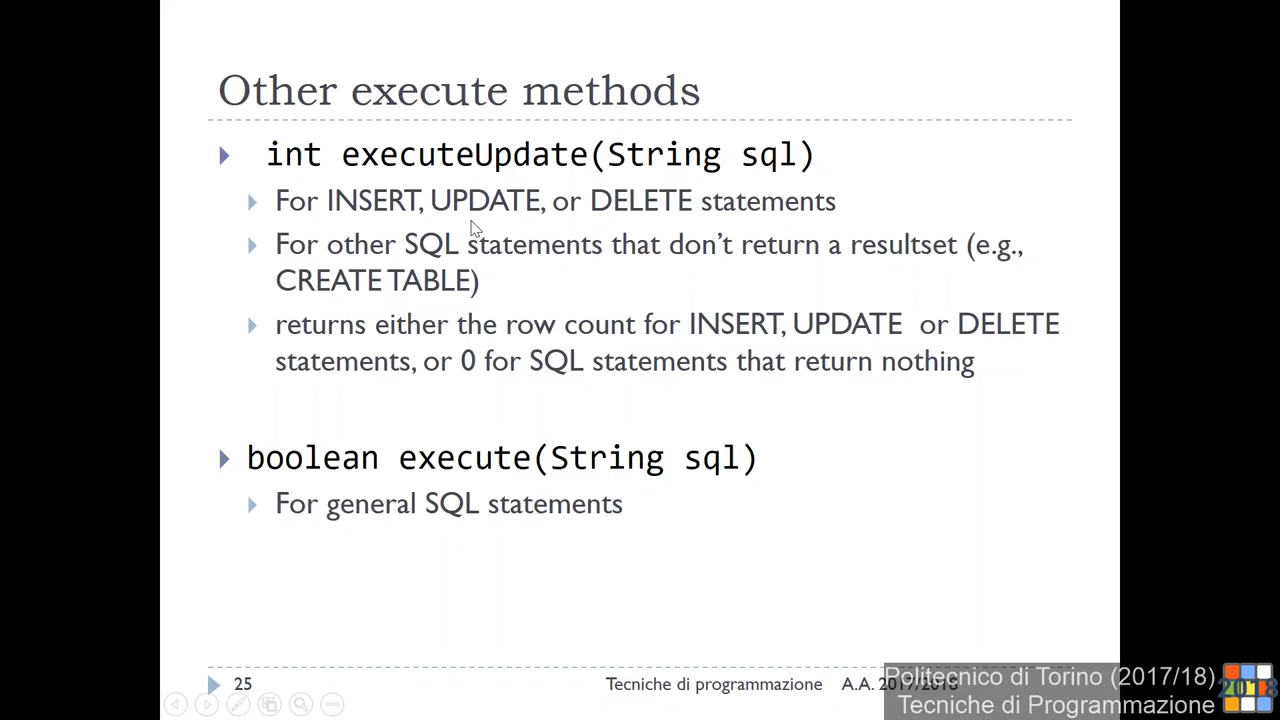 Other execute methods
int executeUpdate(String sql)
For INSERT, UPDATE, or DELETE statements
For other SQL statements that don’t return a resultset (e.g.,
CREATE TABLE)
returns either the row count for INSERT, UPDATE or DELETE
statements, or 0 for SQL statements that return nothing
boolean execute(String sql)
For general SQL statements
25
Tecniche di programmazione A.A. 2017/2018
Politecnico di Torino (2017/18)
Tecniche di Programmazione
2018